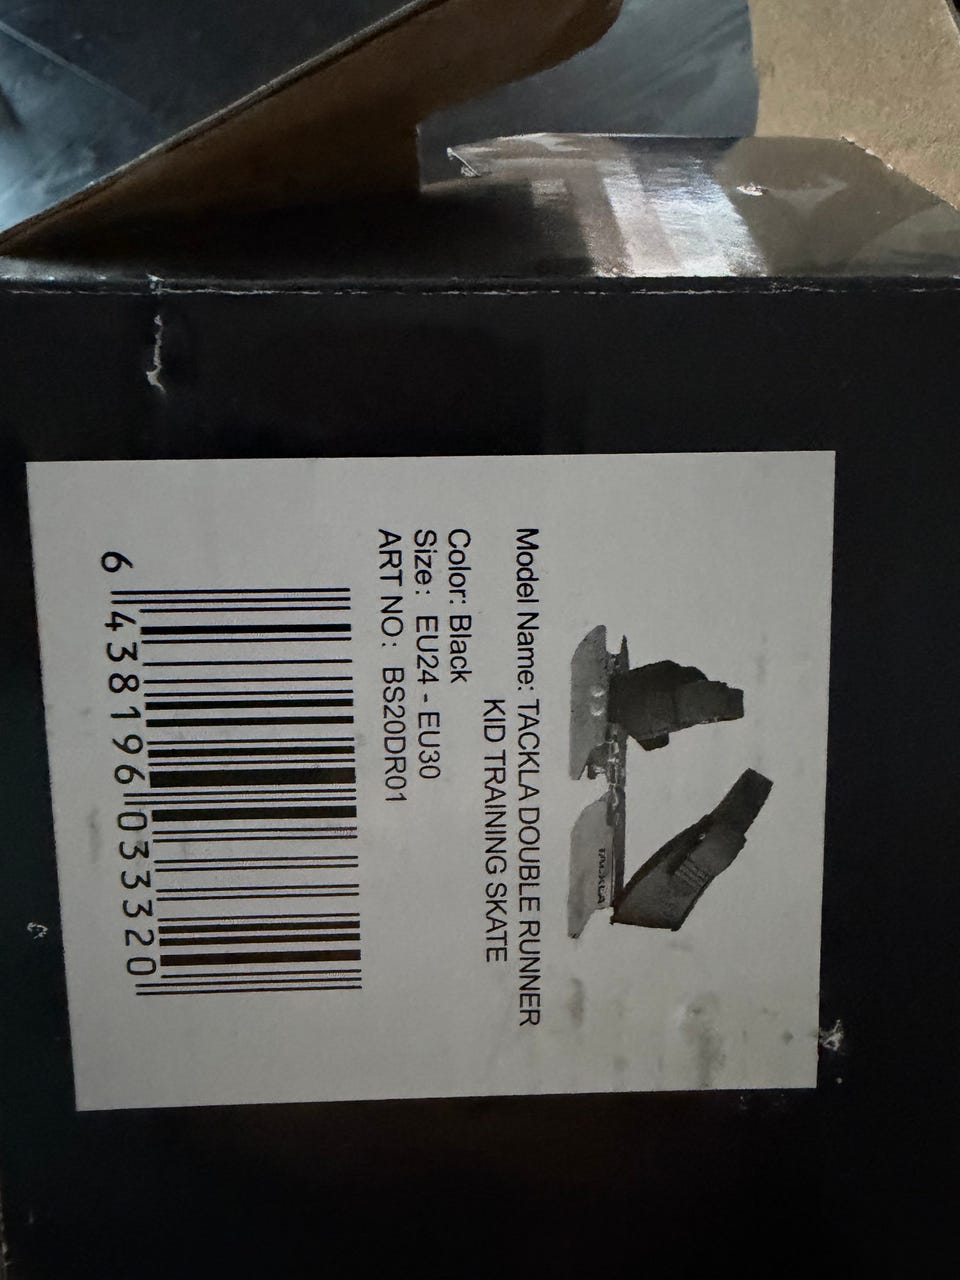 TACKLA
Model Name: TACKLA DOUBLE RUNNER
KID TRAINING SKATE
Color: Black
Size: EU24 - EU30
ART NO: BS20DR01
6 438196 033320